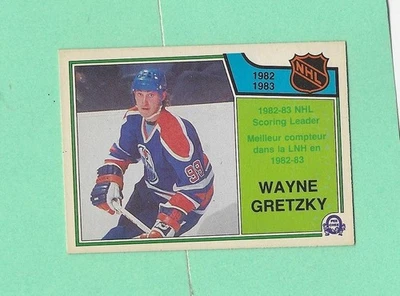 1982
1983
NHL
1982-83 NHL
Scoring Leader
Meilleur compteur
dans la LNH en
1982-83
WAYNE
GRETZKY
99